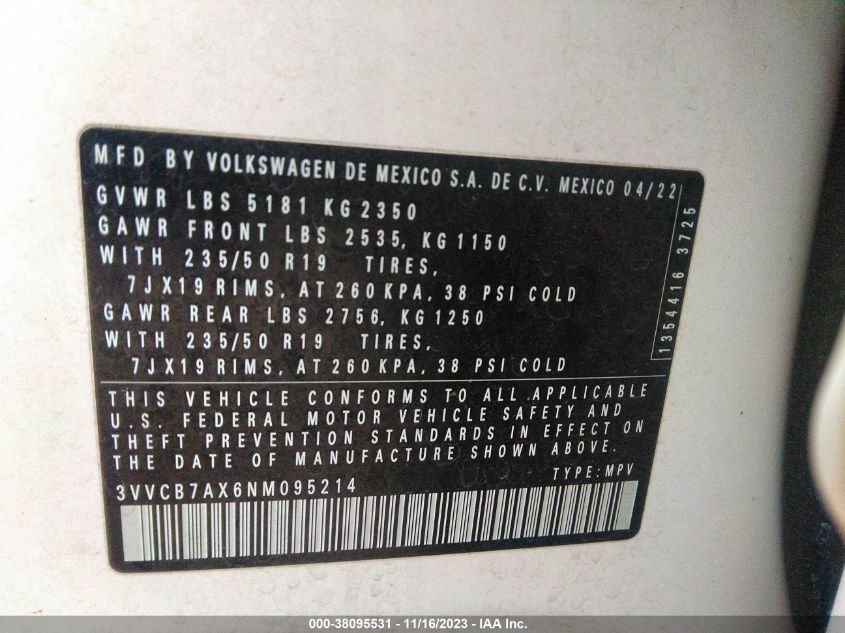 MFD BY VOLKSWAGEN DE MEXICO S.A. DE C.V. MEXICO 04/22
GVWR LBS 5181 KG 2350
GAWR FRONT LBS 2535, KG 1150
WITH 235/50 R19 TIRES,
7JX19 RIMS, AT 260 KPA, 38 PSI COLD
GAWR REAR LBS 2756, KG 1250
WITH 235/50 R19 TIRES,
7JX19 RIMS, AT 260 KPA, 38 PSI COLD
1354416 3725
THIS VEHICLE CONFORMS TO ALL APPLICABLE
U.S. FEDERAL MOTOR VEHICLE SAFETY AND
THEFT PREVENTION STANDARDS IN EFFECT ON
THE DATE OF MANUFACTURE SHOWN ABOVE.
TYPE: MPV
3VVCB7AX6NM095214
000-38095531 - 11/16/2023 - IAA Inc.